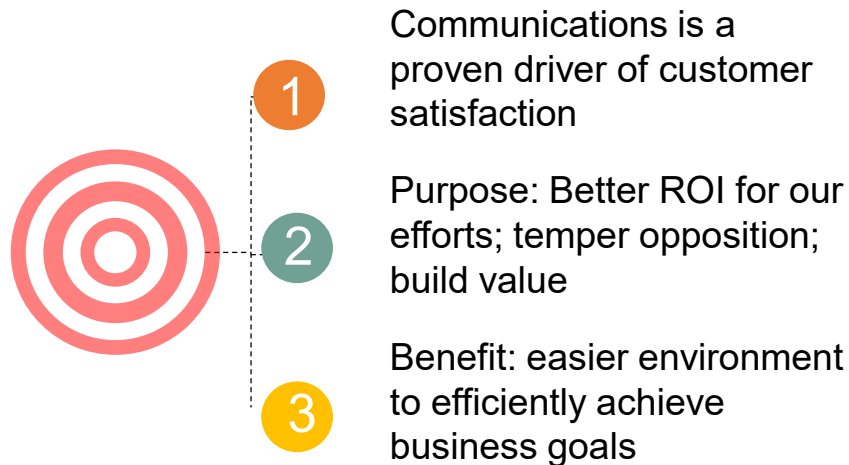 1
Communications is a
proven driver of customer
satisfaction
2
Purpose: Better ROI for our
efforts; temper opposition;
build value
3
Benefit: easier environment
to efficiently achieve
business goals